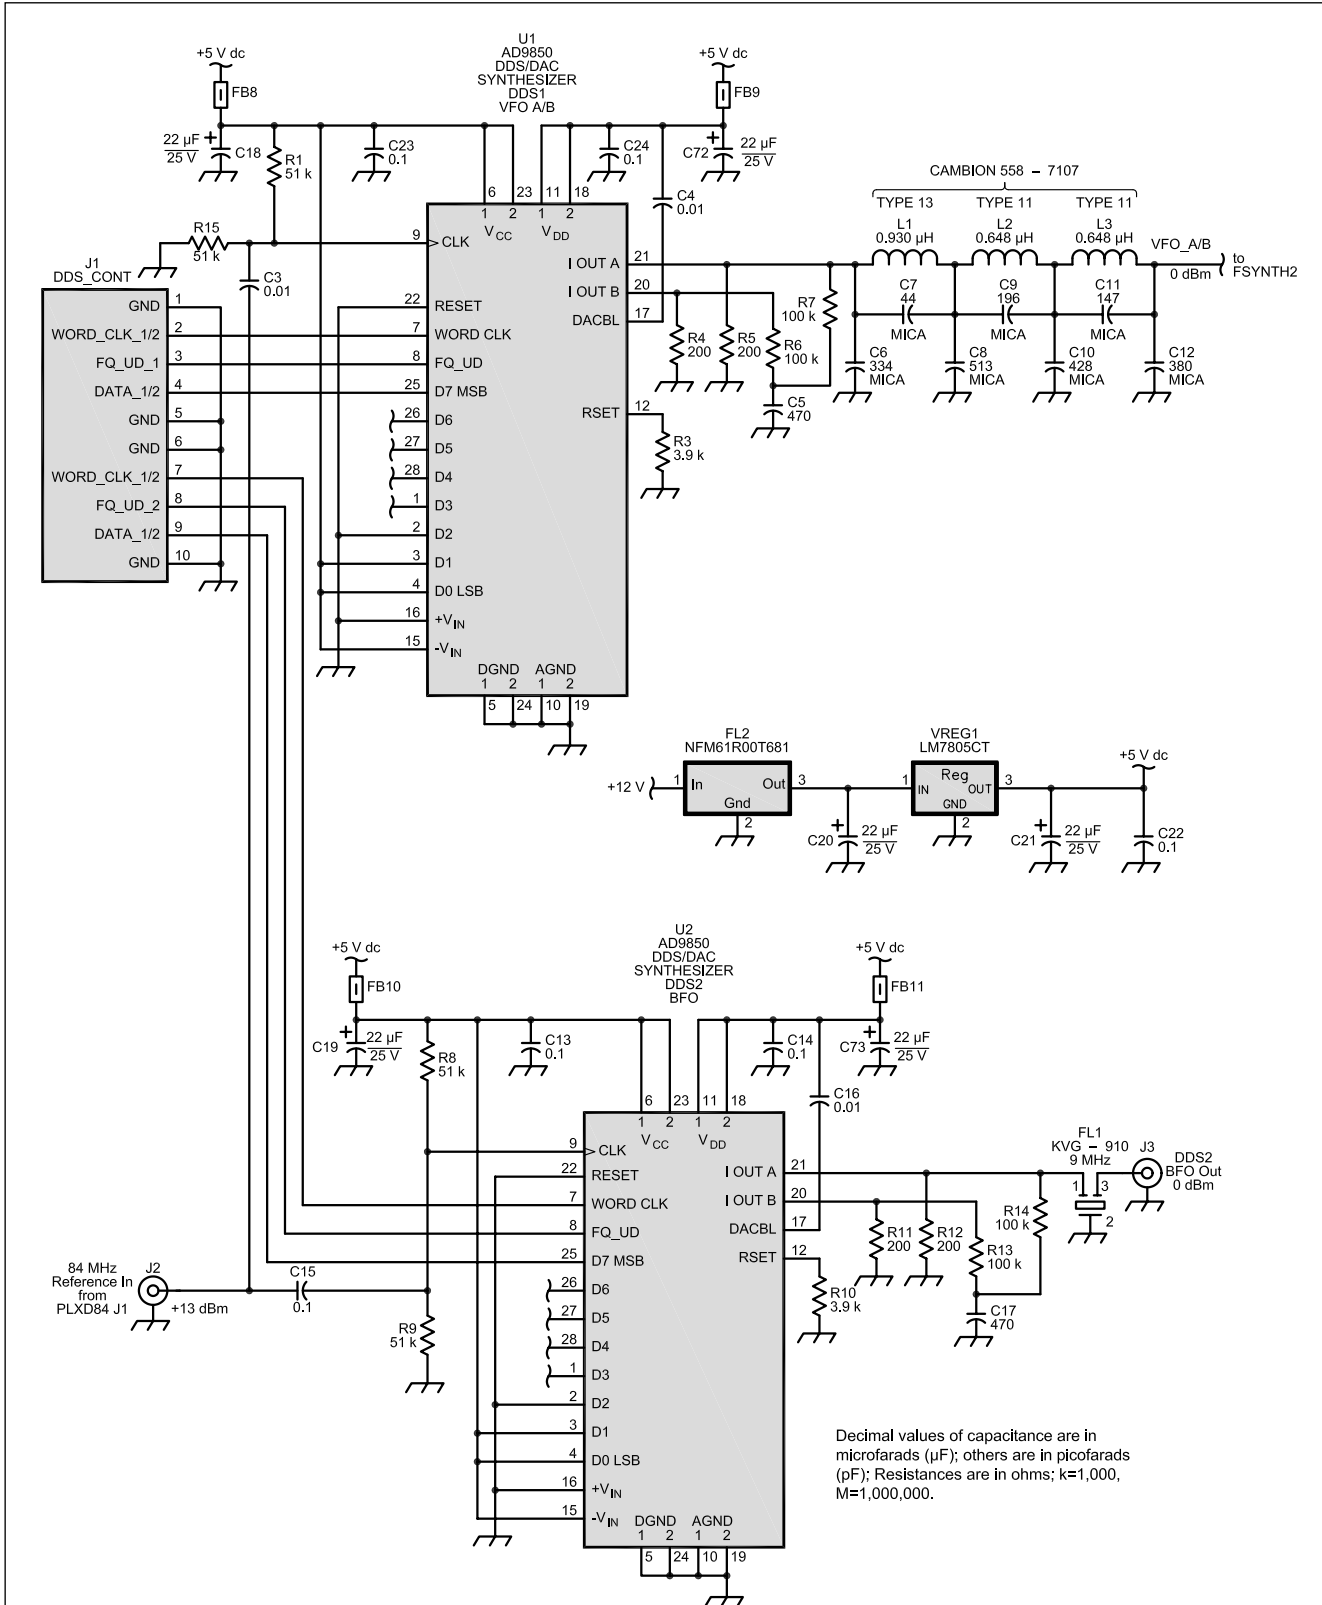 U1
AD9850
DDS/DAC
SYNTHESIZER
DDS1
VFO A/B
+5 V dc
FB8
22 µF
25 V
+
C18
R1
51 k
C23
0.1
+5 V dc
FB9
C24
0.1
C72
+
22 µF
25 V
C4
0.01
6 23 11 18
1 2 1 2
VCC VDD
R15
51 k
C3
0.01
9 CLK
22 RESET
7 WORD CLK
8 FQ_UD
25 D7 MSB
26 D6
27 D5
28 D4
1 D3
2 D2
3 D1
4 D0 LSB
16 +VIN
15 -VIN
I OUT A 21
I OUT B 20
DACBL 17
RSET 12
DGND AGND
1 2 1 2
5 24 10 19
J1
DDS_CONT
GND 1
WORD_CLK_1/2 2
FQ_UD_1 3
DATA_1/2 4
GND 5
GND 6
WORD_CLK_1/2 7
FQ_UD_2 8
DATA_1/2 9
GND 10
R3
3.9 k
R4
200
R5
200
R6
100 k
R7
100 k
C5
470
CAMBION 558 – 7107
TYPE 13 TYPE 11 TYPE 11
L1
0.930 µH
L2
0.648 µH
L3
0.648 µH
VFO_A/B
0 dBm
to
FSYNTH2
C7
44
MICA
C9
196
MICA
C11
147
MICA
C6
334
MICA
C8
513
MICA
C10
428
MICA
C12
380
MICA
FL2
NFM61R00T681
+12 V
1 In
Out 3
Gnd
2
C20
+
22 µF
25 V
VREG1
LM7805CT
1 IN
Reg
OUT 3
GND
2
C21
+
22 µF
25 V
+5 V dc
C22
0.1
U2
AD9850
DDS/DAC
SYNTHESIZER
DDS2
BFO
+5 V dc
FB10
C19
+
22 µF
25 V
R8
51 k
C13
0.1
+5 V dc
FB11
C14
0.1
C73
+
22 µF
25 V
C16
0.01
6 23 11 18
1 2 1 2
VCC VDD
9 CLK
22 RESET
7 WORD CLK
8 FQ_UD
25 D7 MSB
26 D6
27 D5
28 D4
1 D3
2 D2
3 D1
4 D0 LSB
16 +VIN
15 -VIN
I OUT A 21
I OUT B 20
DACBL 17
RSET 12
DGND AGND
1 2 1 2
5 24 10 19
84 MHz
Reference In
from
PLXD84 J1
J2
+13 dBm
C15
0.1
R9
51 k
R10
3.9 k
R11
200
R12
200
R13
100 k
R14
100 k
C17
470
FL1
KVG – 910
9 MHz
1 3
2
J3
DDS2
BFO Out
0 dBm
Decimal values of capacitance are in
microfarads (µF); others are in picofarads
(pF); Resistances are in ohms; k=1,000,
M=1,000,000.